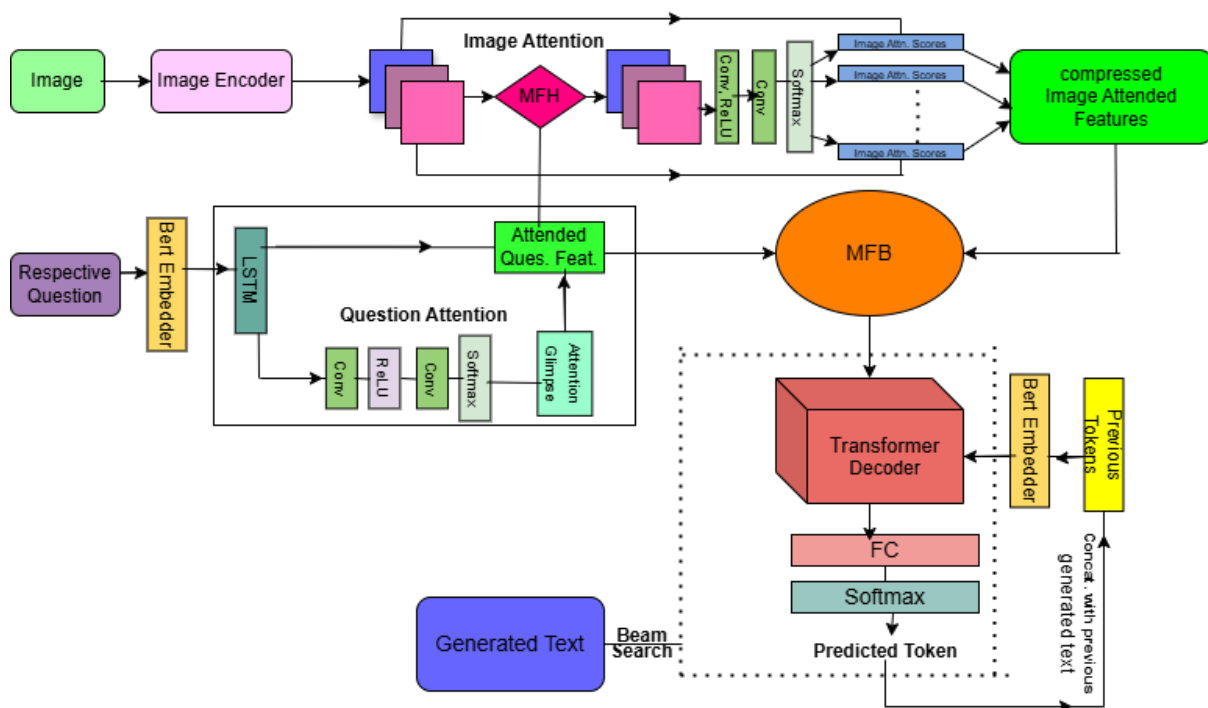 Image
Image Encoder
Image Attention
MFH
Conv, ReLU
Conv
Softmax
Image Attn. Scores
Image Attn. Scores
Image Attn. Scores
compressed
Image Attended
Features
Respective
Question
Bert Embedder
LSTM
Attended
Ques. Feat.
Question Attention
Conv
ReLU
Conv
Softmax
Attention
Glimpse
MFB
Transformer
Decoder
Bert Embedder
Previous
Tokens
FC
Softmax
Predicted Token
Concat. with previous
generated text
Beam
Search
Generated Text